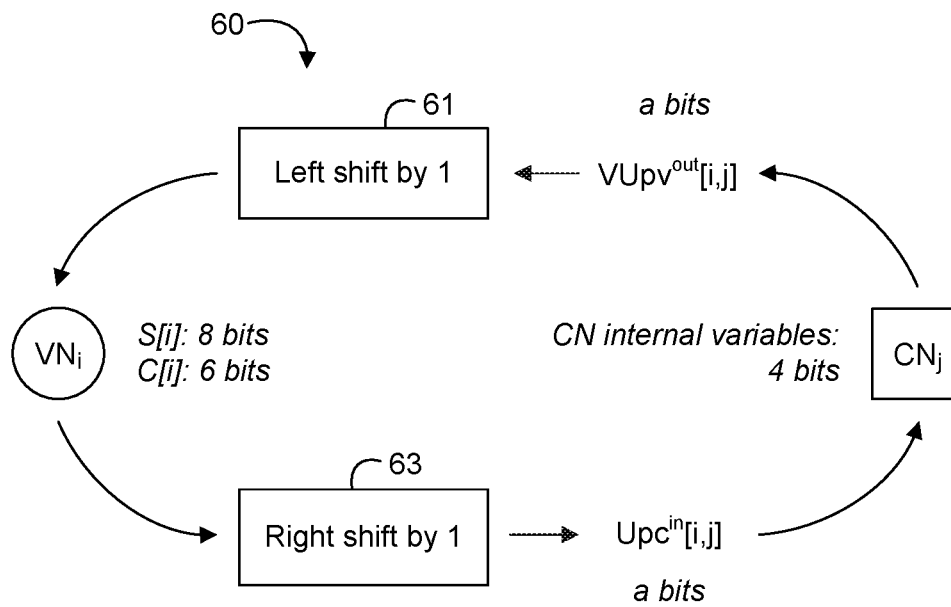 60
61
a bits
Left shift by 1
VUpv^out[i,j]
VN_i
S[i]: 8 bits
C[i]: 6 bits
CN internal variables:
4 bits
CN_j
63
Right shift by 1
Upc^in[i,j]
a bits